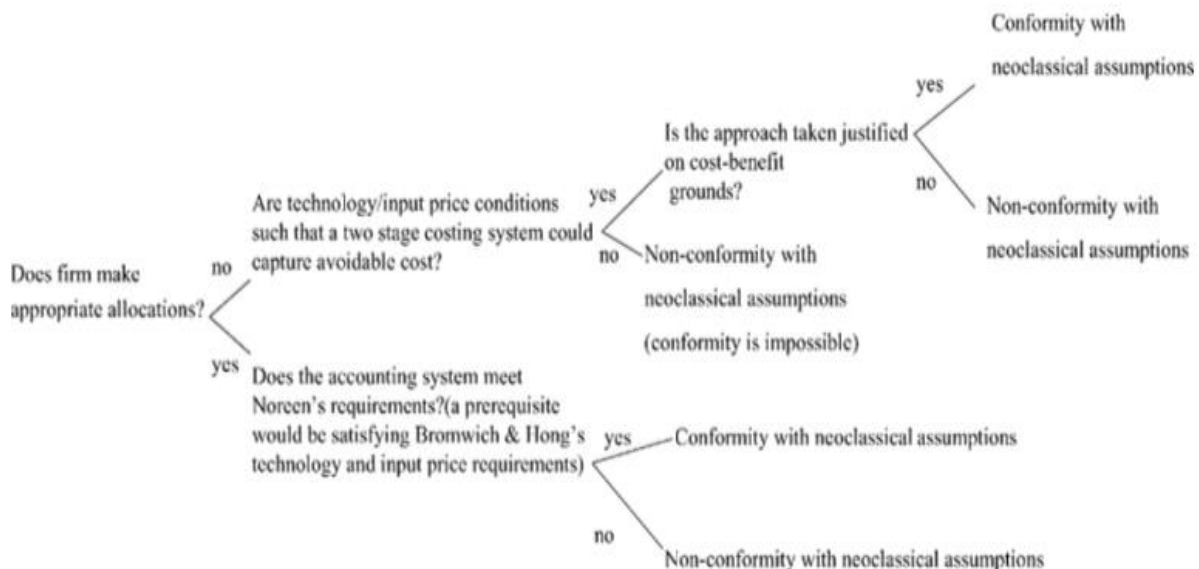 Does firm make
appropriate allocations?
no
Are technology/input price conditions
such that a two stage costing system could
capture avoidable cost?
yes
Is the approach taken justified
on cost-benefit
grounds?
yes
Conformity with
neoclassical assumptions
no
Non-conformity with
neoclassical assumptions
no
Non-conformity with
neoclassical assumptions
(conformity is impossible)
yes
Does the accounting system meet
Noreen's requirements?(a prerequisite
would be satisfying Bromwich & Hong's
technology and input price requirements)
yes
Conformity with neoclassical assumptions
no
Non-conformity with neoclassical assumptions